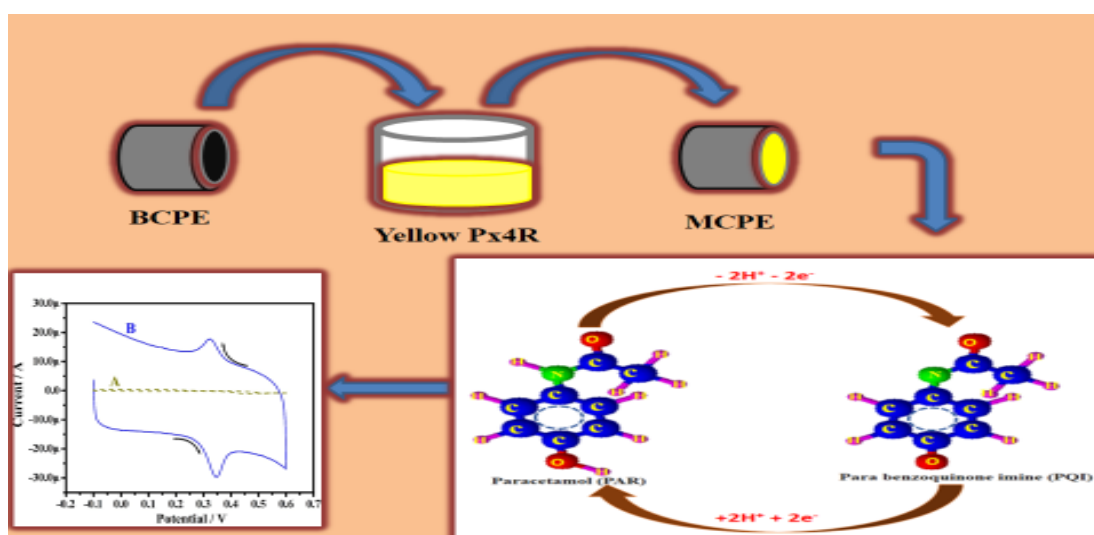 BCPE
Yellow Px4R
MCPE
- 2H⁺ - 2e⁻
30.0µ
20.0µ
10.0µ
0.0
-10.0µ
-20.0µ
-30.0µ
Current / A
B
A
-0.2 -0.1 0.0 0.1 0.2 0.3 0.4 0.5 0.6 0.7
Potential / V
O
H
N
C
C
H
H
H
H
C
C
C
C
C
C
H
H
H
O
H
Paracetamol (PAR)
O
N
C
C
H
H
H
H
C
C
C
C
C
C
H
H
H
O
Para benzoquinone imine (PQI)
+2H⁺ + 2e⁻